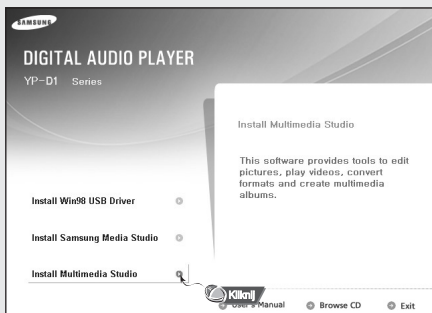 SAMSUNG
DIGITAL AUDIO PLAYER
YP-D1 Series
Install Multimedia Studio
This software provides tools to edit
pictures, play videos, convert
formats and create multimedia
albums.
Install Win98 USB Driver
Install Samsung Media Studio
Install Multimedia Studio
Kliknij
User's Manual
Browse CD
Exit